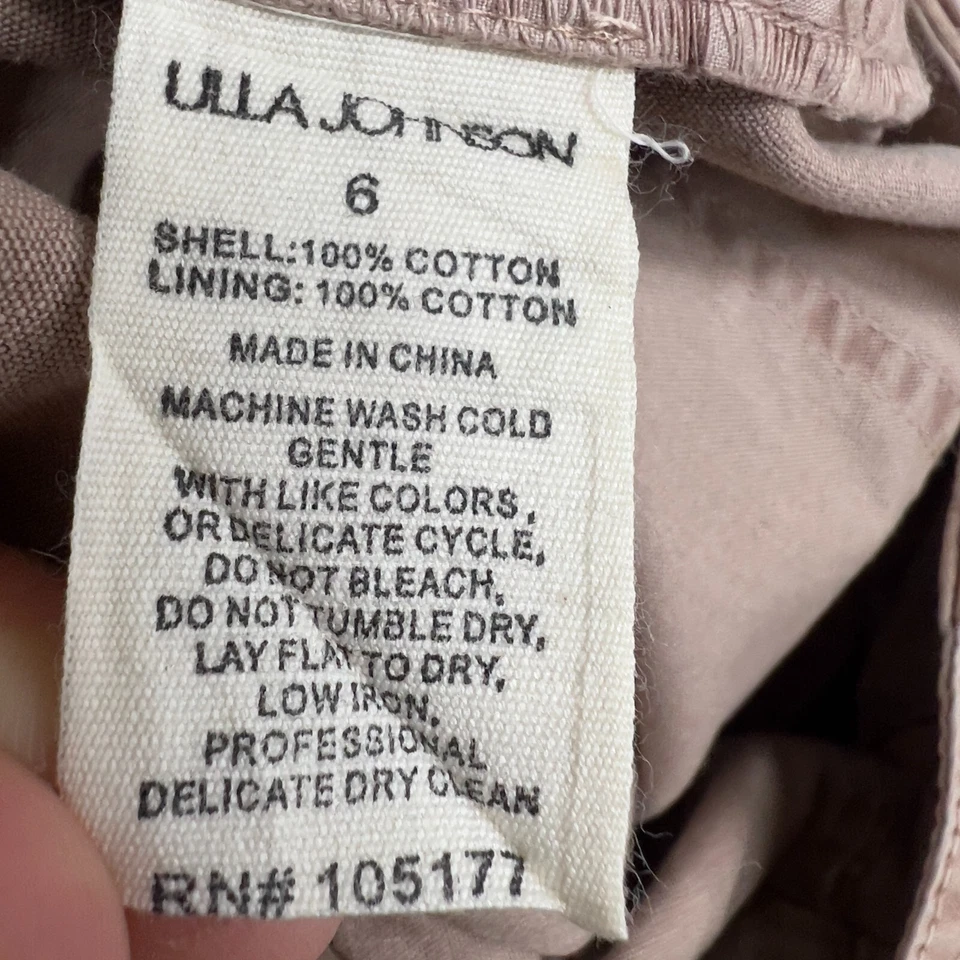 ULLA JOHNSON
6
SHELL:100% COTTON
LINING: 100% COTTON
MADE IN CHINA
MACHINE WASH COLD
GENTLE
WITH LIKE COLORS,
OR DELICATE CYCLE,
DO NOT BLEACH,
DO NOT TUMBLE DRY,
LAY FLAT TO DRY,
LOW IRON,
PROFESSIONAL
DELICATE DRY CLEAN
RN# 105177